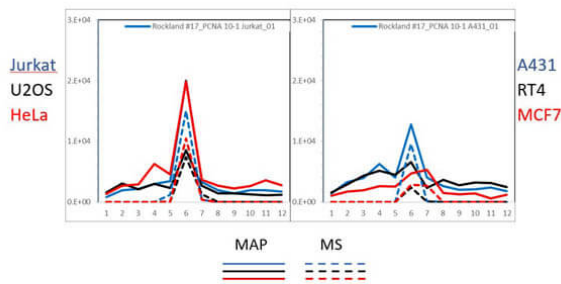 Rockland #17_PCNA 10-1 Jurkat_01
Rockland #17_PCNA 10-1 A431_01
3.E+04
3.E+04
2.E+04
2.E+04
1.E+04
1.E+04
0.E+00
0.E+00
Jurkat
U2OS
HeLa
A431
RT4
MCF7
1 2 3 4 5 6 7 8 9 10 11 12
1 2 3 4 5 6 7 8 9 10 11 12
MAP MS